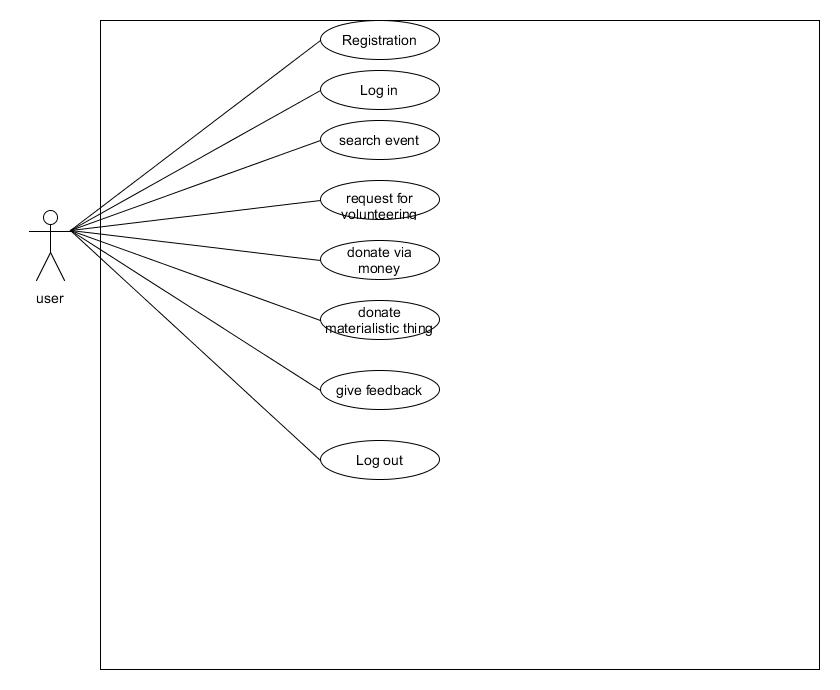 Registration
Log in
search event
request for
volunteering
donate via
money
user
donate
materialistic thing
give feedback
Log out